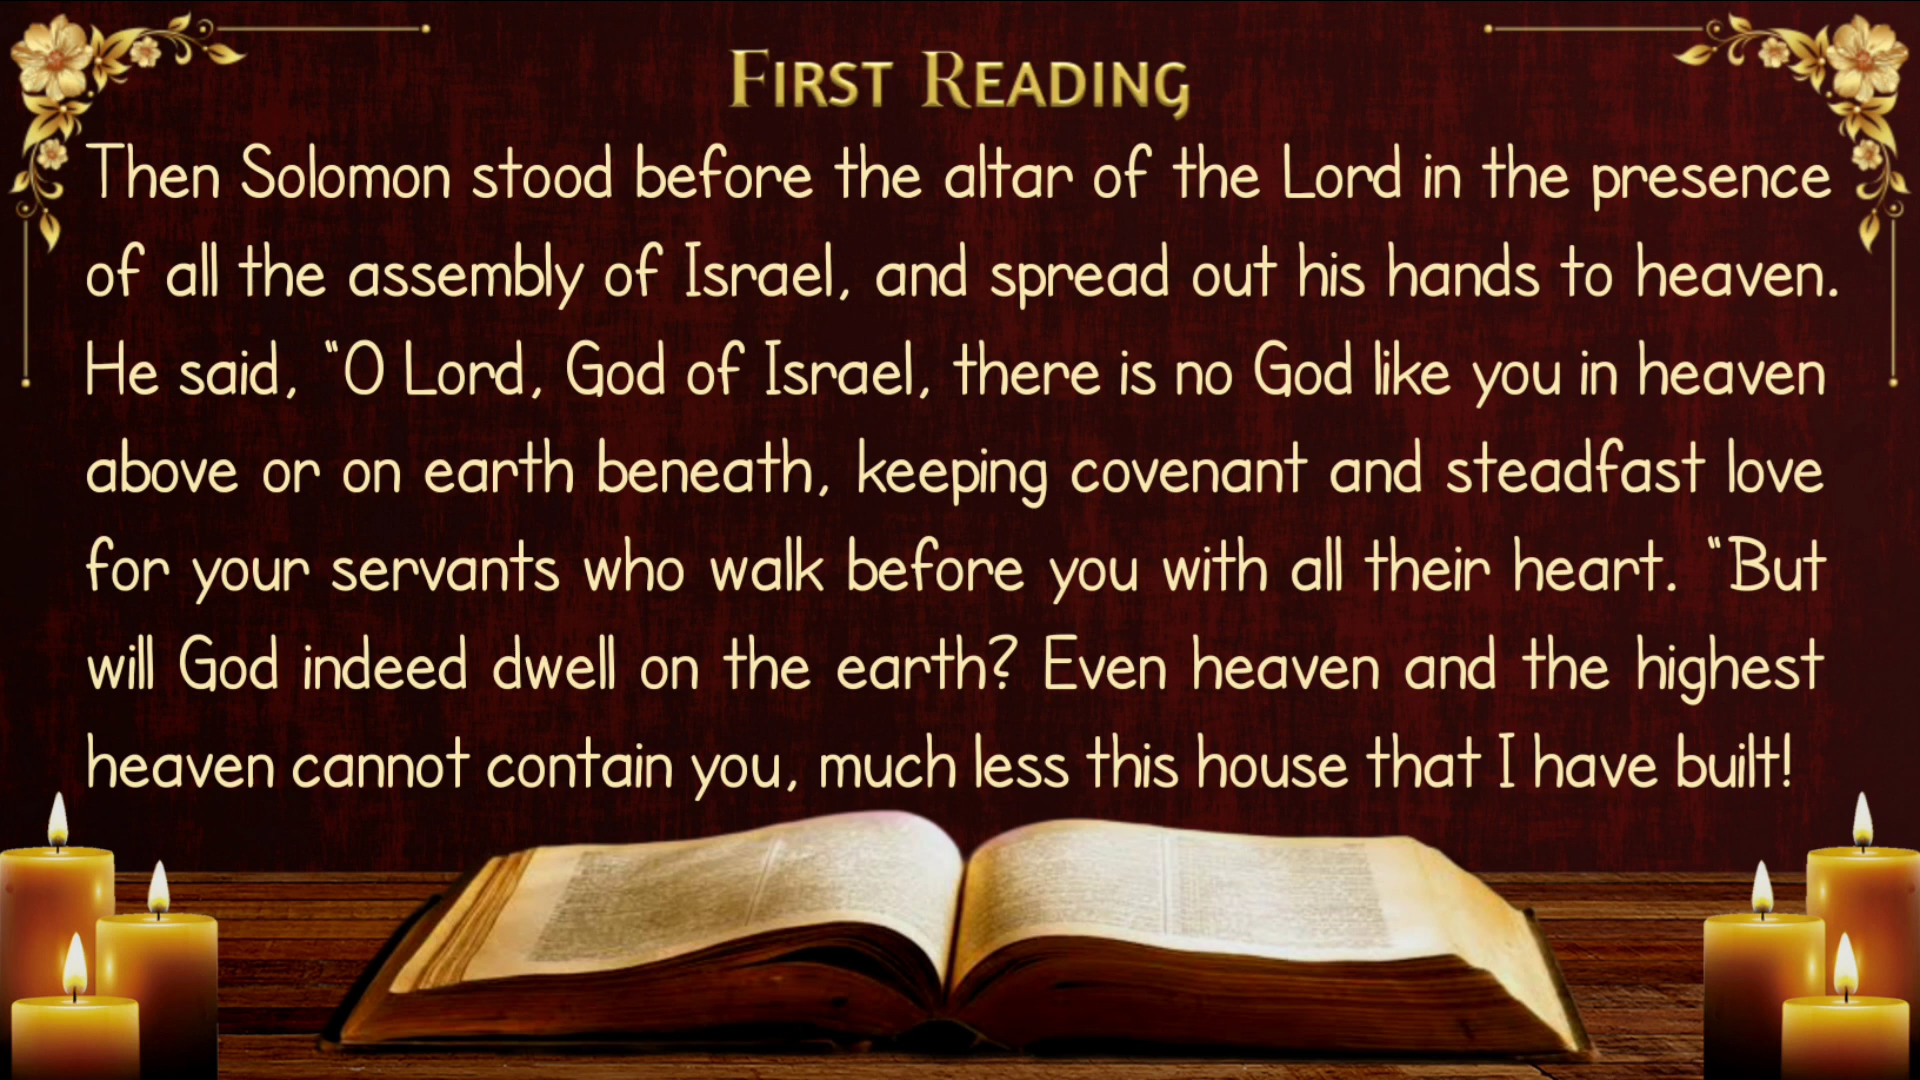 First Reading
Then Solomon stood before the altar of the Lord in the presence
of all the assembly of Israel, and spread out his hands to heaven.
He said, “O Lord, God of Israel, there is no God like you in heaven
above or on earth beneath, keeping covenant and steadfast love
for your servants who walk before you with all their heart. “But
will God indeed dwell on the earth? Even heaven and the highest
heaven cannot contain you, much less this house that I have built!